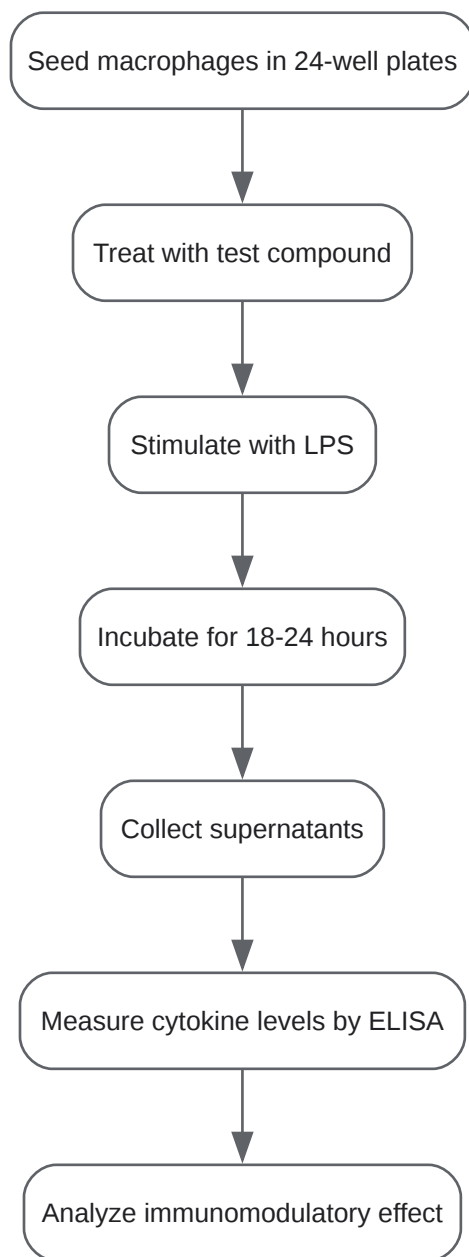 Seed macrophages in 24-well plates
Treat with test compound
Stimulate with LPS
Incubate for 18-24 hours
Collect supernatants
Measure cytokine levels by ELISA
Analyze immunomodulatory effect